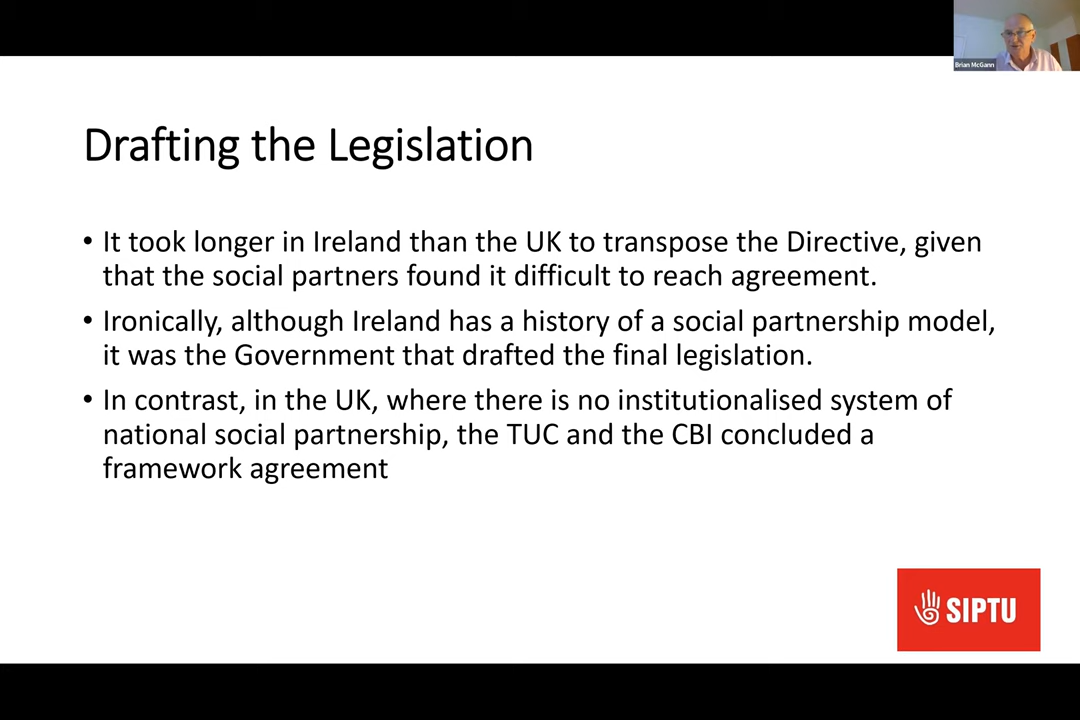 Brian McGann
Drafting the Legislation
• It took longer in Ireland than the UK to transpose the Directive, given
that the social partners found it difficult to reach agreement.
• Ironically, although Ireland has a history of a social partnership model,
it was the Government that drafted the final legislation.
• In contrast, in the UK, where there is no institutionalised system of
national social partnership, the TUC and the CBI concluded a
framework agreement
SIPTU